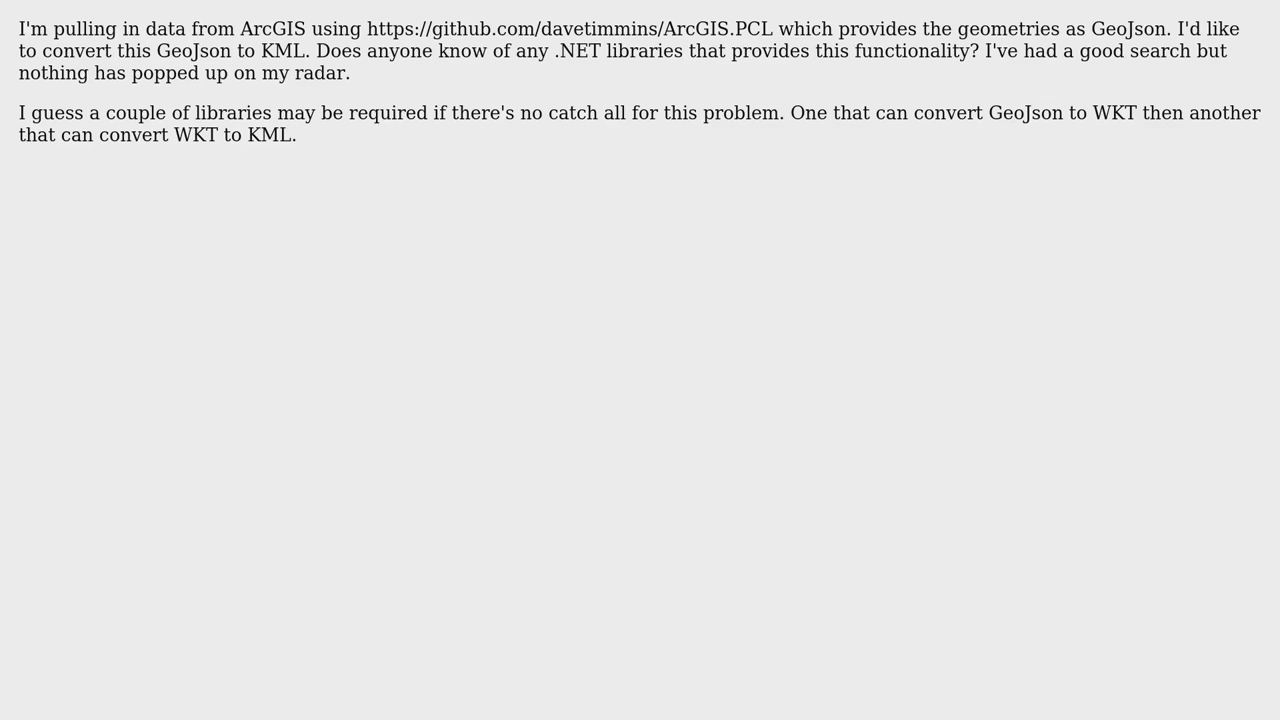 I'm pulling in data from ArcGIS using https://github.com/davetimmins/ArcGIS.PCL which provides the geometries as GeoJson. I'd like
to convert this GeoJson to KML. Does anyone know of any .NET libraries that provides this functionality? I've had a good search but
nothing has popped up on my radar.
I guess a couple of libraries may be required if there's no catch all for this problem. One that can convert GeoJson to WKT then another
that can convert WKT to KML.